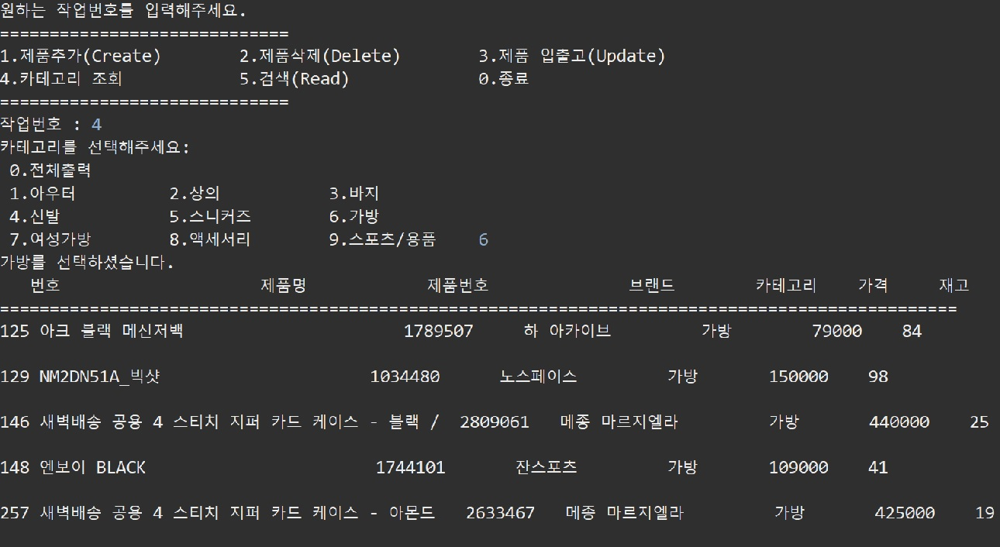 원하는 작업번호를 입력해주세요.
=============================
1.제품추가(Create) 2.제품삭제(Delete) 3.제품 입출고(Update)
4.카테고리 조회 5.검색(Read) 0.종료
=============================
작업번호 : 4
카테고리를 선택해주세요:
0.전체출력
1.아우터 2.상의 3.바지
4.신발 5.스니커즈 6.가방
7.여성가방 8.액세서리 9.스포츠/용품 6
가방를 선택하셨습니다.
번호 제품명 제품번호 브랜드 카테고리 가격 재고
================================================================================================
125 아크 블랙 메신저백 1789507 하 아카이브 가방 79000 84
129 NM2DN51A_빅샷 1034480 노스페이스 가방 150000 98
146 새벽배송 공용 4 스티치 지퍼 카드 케이스 - 블랙 / 2809061 메종 마르지엘라 가방 440000 25
148 엔보이 BLACK 1744101 잔스포츠 가방 109000 41
257 새벽배송 공용 4 스티치 지퍼 카드 케이스 - 아몬드 2633467 메종 마르지엘라 가방 425000 19